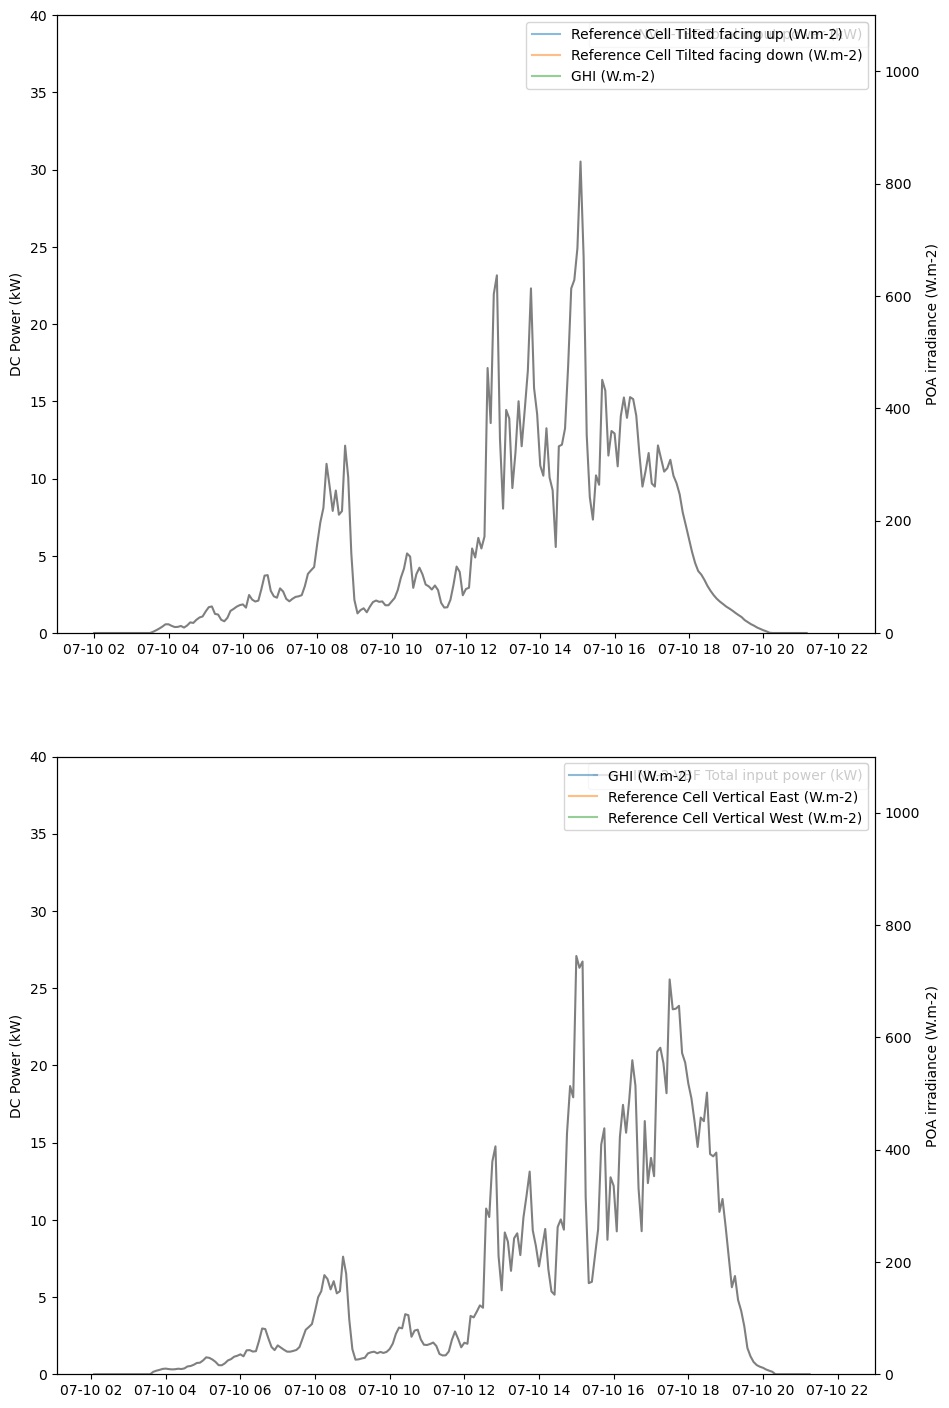 40
35
30
25
20
15
10
5
0
DC Power (kW)
Reference Cell Tilted facing up (W.m-2)
Reference Cell Tilted facing down (W.m-2)
GHI (W.m-2)
1000
800
600
400
200
0
POA irradiance (W.m-2)
07-10 02 07-10 04 07-10 06 07-10 08 07-10 10 07-10 12 07-10 14 07-10 16 07-10 18 07-10 20 07-10 22
40
35
30
25
20
15
10
5
0
DC Power (kW)
GHI (W.m-2)
Total input power (kW)
Reference Cell Vertical East (W.m-2)
Reference Cell Vertical West (W.m-2)
1000
800
600
400
200
0
POA irradiance (W.m-2)
07-10 02 07-10 04 07-10 06 07-10 08 07-10 10 07-10 12 07-10 14 07-10 16 07-10 18 07-10 20 07-10 22